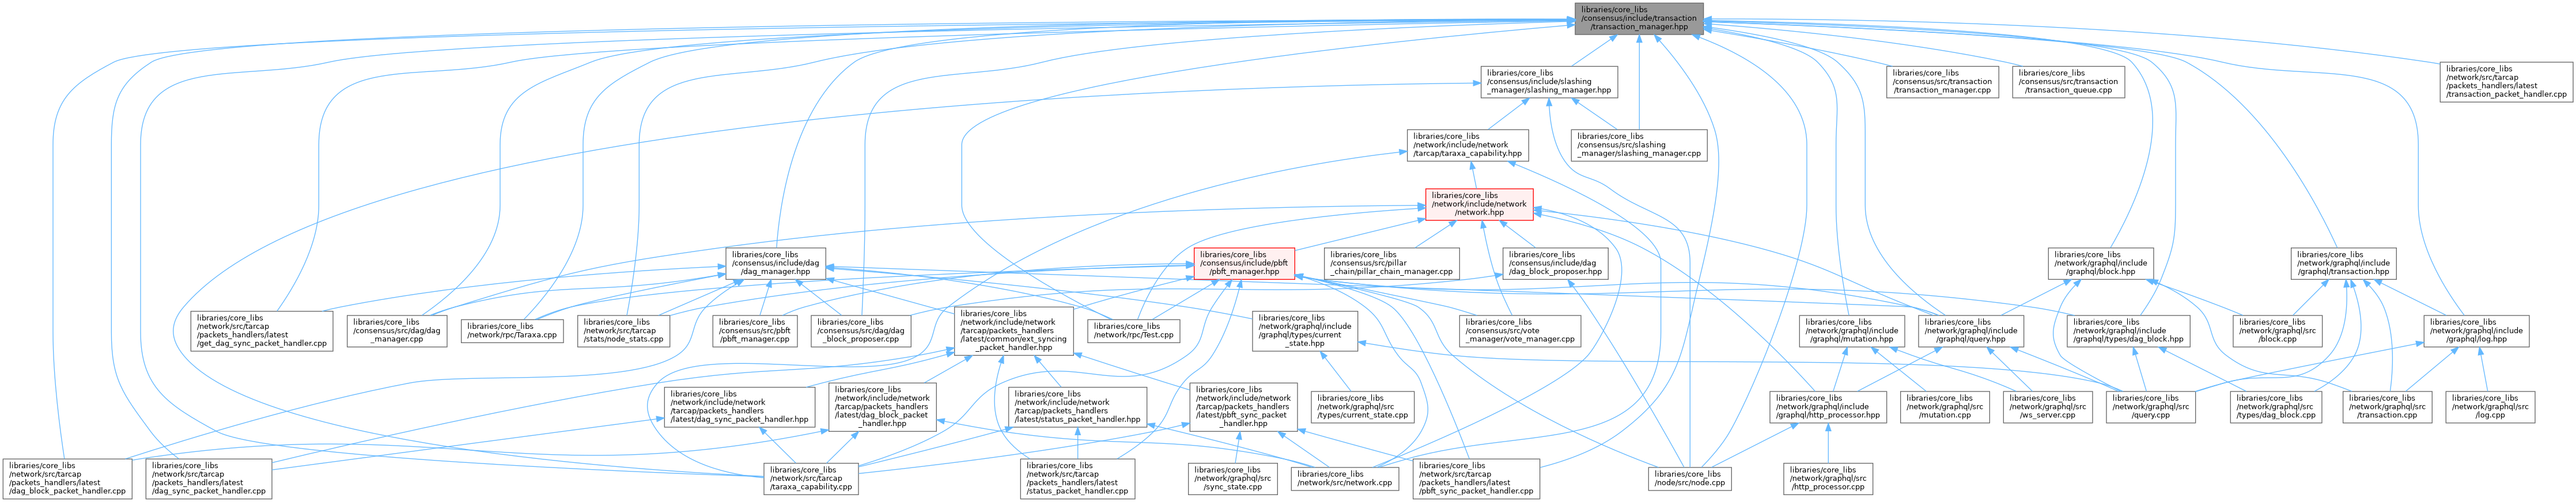 libraries/core_libs
/consensus/include/transaction
/transaction_manager.hpp
libraries/core_libs
/consensus/include/slashing
_manager/slashing_manager.hpp
libraries/core_libs
/consensus/src/transaction
/transaction_manager.cpp
libraries/core_libs
/consensus/src/transaction
/transaction_queue.cpp
libraries/core_libs
/network/src/tarcap
/packets_handlers/latest
/transaction_packet_handler.cpp
libraries/core_libs
/network/include/network
/tarcap/taraxa_capability.hpp
libraries/core_libs
/consensus/src/slashing
_manager/slashing_manager.cpp
libraries/core_libs
/network/include/network
/network.hpp
libraries/core_libs
/consensus/include/dag
/dag_manager.hpp
libraries/core_libs
/consensus/include/pbft
/pbft_manager.hpp
libraries/core_libs
/consensus/src/pillar
_chain/pillar_chain_manager.cpp
libraries/core_libs
/consensus/include/dag
/dag_block_proposer.hpp
libraries/core_libs
/network/graphql/include
/graphql/block.hpp
libraries/core_libs
/network/graphql/include
/graphql/transaction.hpp
libraries/core_libs
/network/src/tarcap
/packets_handlers/latest
/get_dag_sync_packet_handler.cpp
libraries/core_libs
/consensus/src/dag/dag
_manager.cpp
libraries/core_libs
/network/rpc/Taraxa.cpp
libraries/core_libs
/network/src/tarcap
/stats/node_stats.cpp
libraries/core_libs
/consensus/src/pbft
/pbft_manager.cpp
libraries/core_libs
/consensus/src/dag/dag
_block_proposer.cpp
libraries/core_libs
/network/include/network
/tarcap/packets_handlers
/latest/common/ext_syncing
_packet_handler.hpp
libraries/core_libs
/network/rpc/Test.cpp
libraries/core_libs
/consensus/src/vote
_manager/vote_manager.cpp
libraries/core_libs
/network/graphql/include
/graphql/types/current
_state.hpp
libraries/core_libs
/network/graphql/include
/graphql/mutation.hpp
libraries/core_libs
/network/graphql/include
/graphql/query.hpp
libraries/core_libs
/network/graphql/include
/graphql/types/dag_block.hpp
libraries/core_libs
/network/graphql/src
/block.cpp
libraries/core_libs
/network/graphql/include
/graphql/log.hpp
libraries/core_libs
/network/include/network
/tarcap/packets_handlers
/latest/dag_sync_packet_handler.hpp
libraries/core_libs
/network/include/network
/tarcap/packets_handlers
/latest/dag_block_packet
_handler.hpp
libraries/core_libs
/network/include/network
/tarcap/packets_handlers
/latest/status_packet_handler.hpp
libraries/core_libs
/network/include/network
/tarcap/packets_handlers
/latest/pbft_sync_packet
_handler.hpp
libraries/core_libs
/network/graphql/src
/types/current_state.cpp
libraries/core_libs
/network/graphql/include
/graphql/http_processor.hpp
libraries/core_libs
/network/graphql/src
/mutation.cpp
libraries/core_libs
/network/graphql/src
/ws_server.cpp
libraries/core_libs
/network/graphql/src
/query.cpp
libraries/core_libs
/network/graphql/src
/types/dag_block.cpp
libraries/core_libs
/network/graphql/src
/transaction.cpp
libraries/core_libs
/network/graphql/src
/log.cpp
libraries/core_libs
/network/src/tarcap
/packets_handlers/latest
/dag_block_packet_handler.cpp
libraries/core_libs
/network/src/tarcap
/packets_handlers/latest
/dag_sync_packet_handler.cpp
libraries/core_libs
/network/src/tarcap
/taraxa_capability.cpp
libraries/core_libs
/network/src/tarcap
/packets_handlers/latest
/status_packet_handler.cpp
libraries/core_libs
/network/graphql/src
/sync_state.cpp
libraries/core_libs
/network/src/network.cpp
libraries/core_libs
/network/src/tarcap
/packets_handlers/latest
/pbft_sync_packet_handler.cpp
libraries/core_libs
/node/src/node.cpp
libraries/core_libs
/network/graphql/src
/http_processor.cpp